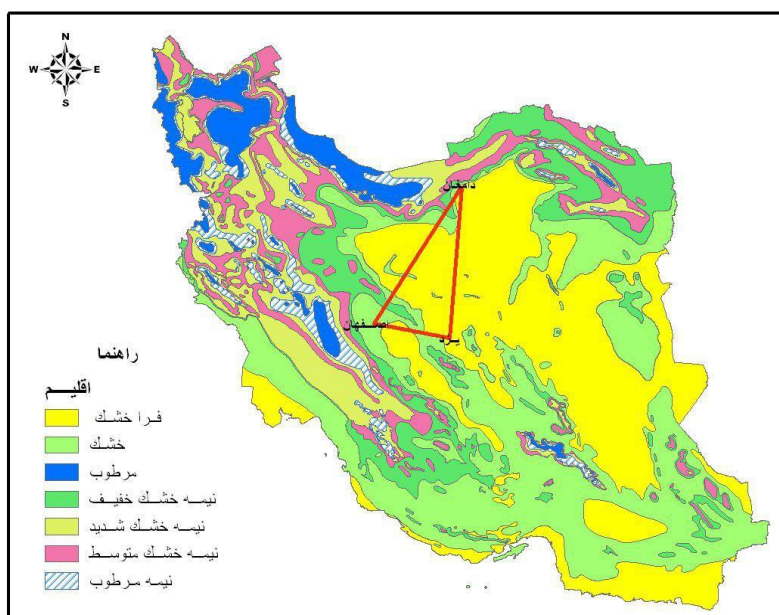 N
W E
S
دامغان
اصفهان
یزد
راهنما
اقلیم
فرا خشک
خشک
مرطوب
نیمه خشک خفیف
نیمه خشک شدید
نیمه خشک متوسط
نیمه مرطوب